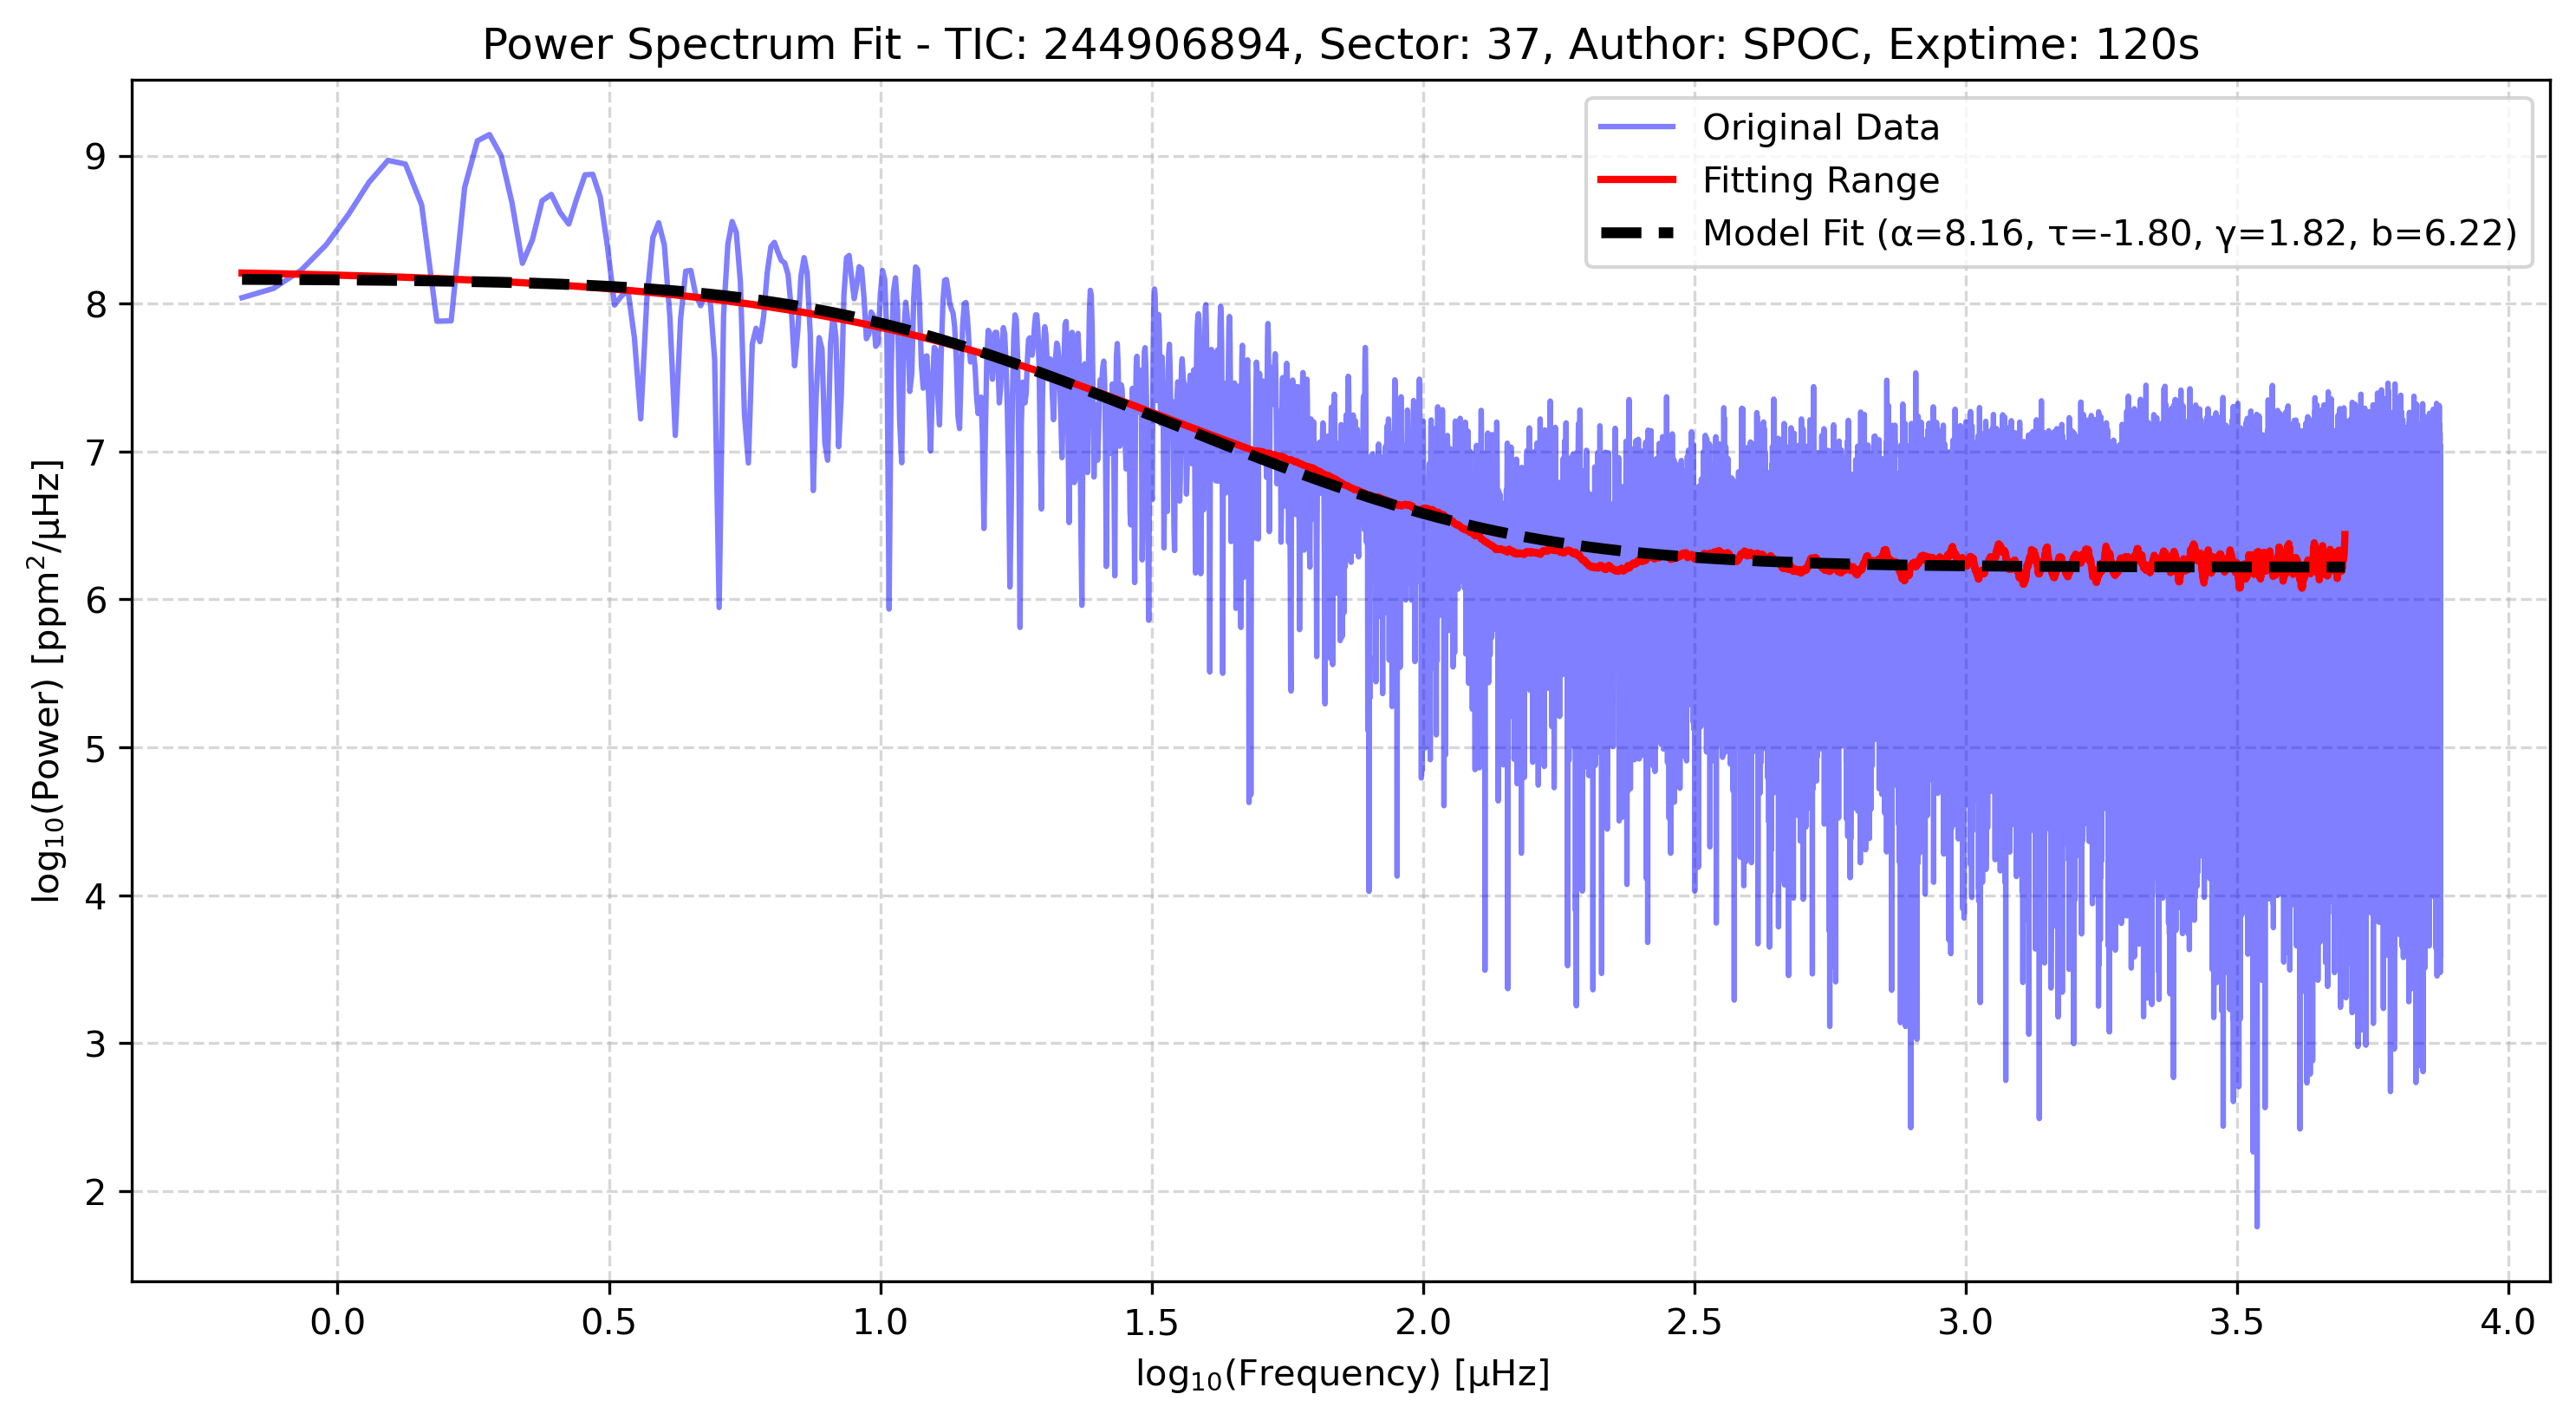 Power Spectrum Fit - TIC: 244906894, Sector: 37, Author: SPOC, Exptime: 120s
Original Data
Fitting Range
Model Fit (α=8.16, τ=-1.80, γ=1.82, b=6.22)
log₁₀(Power) [ppm²/μHz]
9
8
7
6
5
4
3
2
0.0 0.5 1.0 1.5 2.0 2.5 3.0 3.5 4.0
log₁₀(Frequency) [μHz]